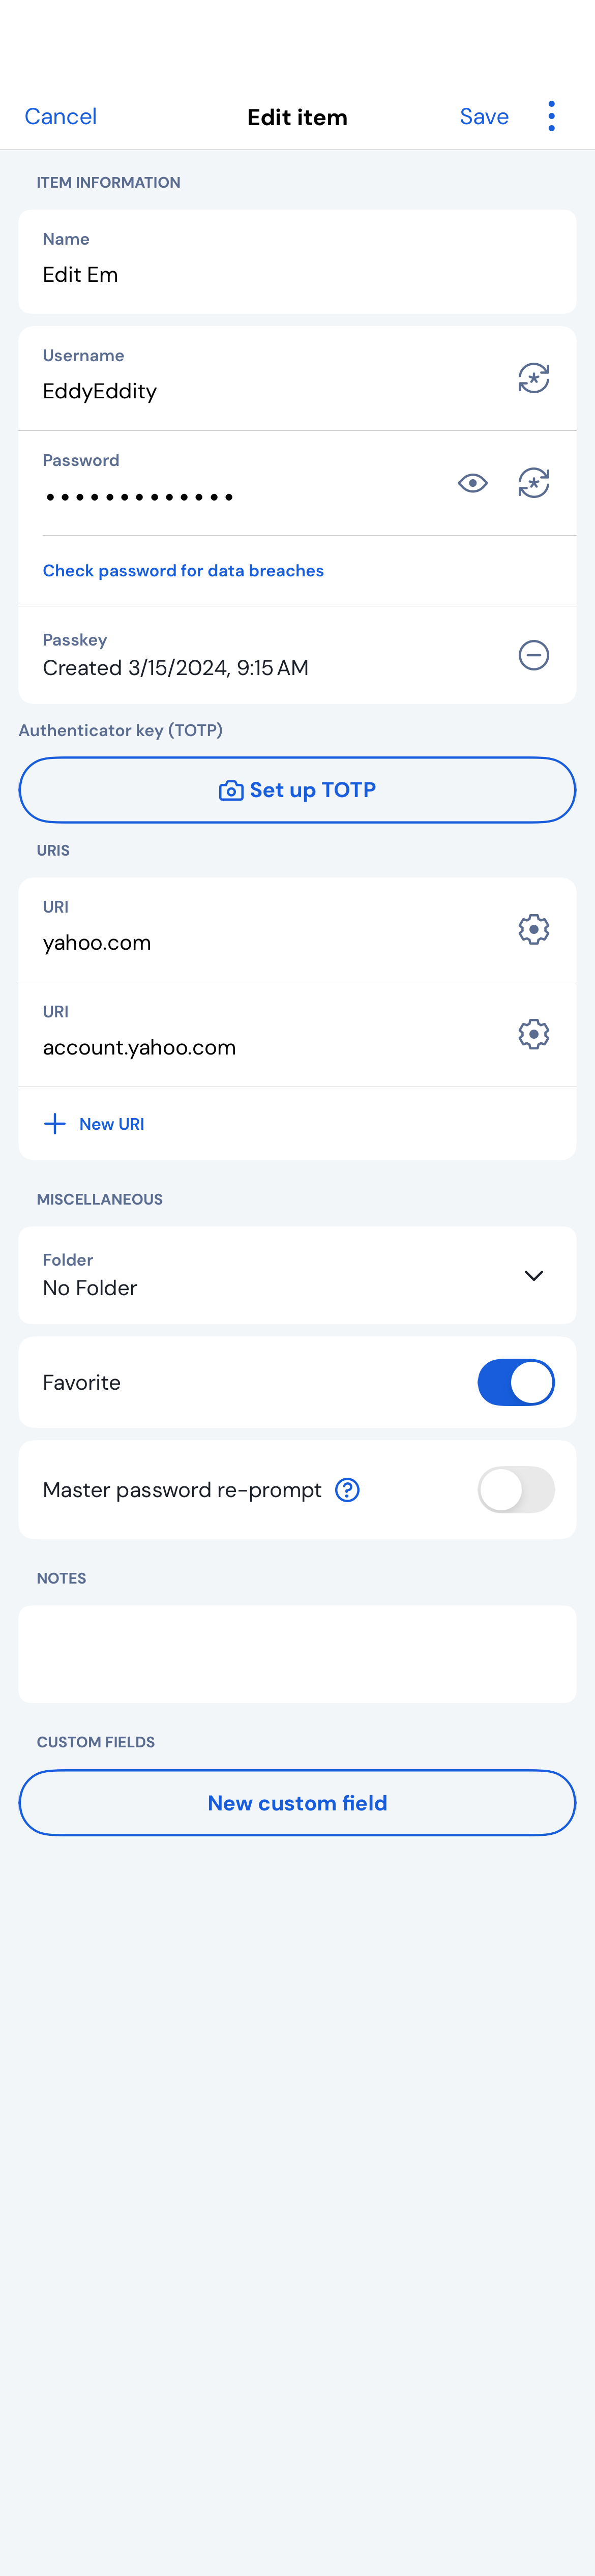 Cancel
Edit item
Save
ITEM INFORMATION
Name
Edit Em
Username
EddyEddity
Password
•••••••••••••
Check password for data breaches
Passkey
Created 3/15/2024, 9:15 AM
Authenticator key (TOTP)
Set up TOTP
URIS
URI
yahoo.com
URI
account.yahoo.com
New URI
MISCELLANEOUS
Folder
No Folder
Favorite
Master password re-prompt
NOTES
CUSTOM FIELDS
New custom field